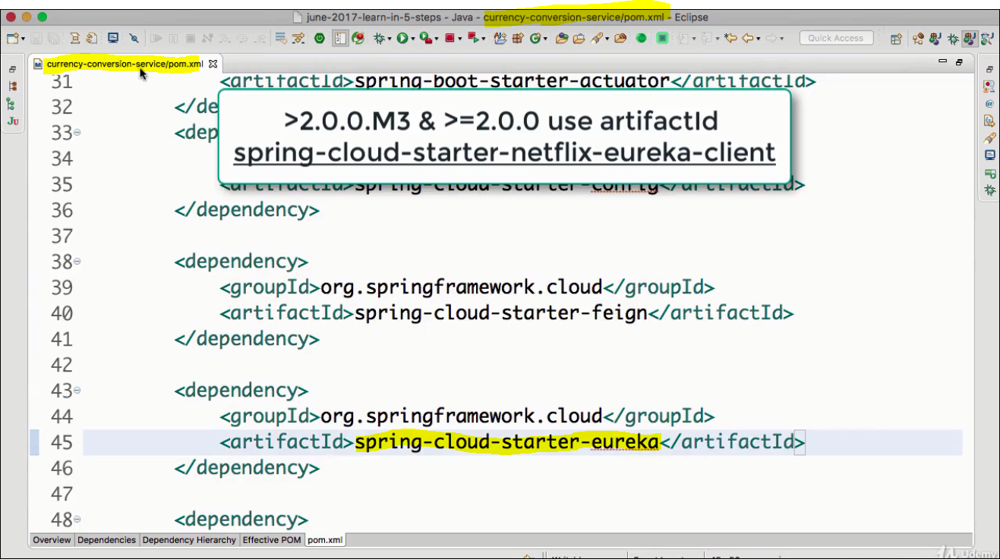 june-2017-learn-in-5-steps - Java - currency-conversion-service/pom.xml - Eclipse
Quick Access
currency-conversion-service/pom.xml
31 <artifactId>spring-boot-starter-actuator</artifactId>
32 </de
33 <dep
>2.0.0.M3 & >=2.0.0 use artifactId
spring-cloud-starter-netflix-eureka-client
34
35 <artifactId>spring-cloud-starter-config</artifactId>
36 </dependency>
37
38 <dependency>
39 <groupId>org.springframework.cloud</groupId>
40 <artifactId>spring-cloud-starter-feign</artifactId>
41 </dependency>
42
43 <dependency>
44 <groupId>org.springframework.cloud</groupId>
45 <artifactId>spring-cloud-starter-eureka</artifactId>
46 </dependency>
47
48 <dependency>
Overview Dependencies Dependency Hierarchy Effective POM pom.xml
Udemy